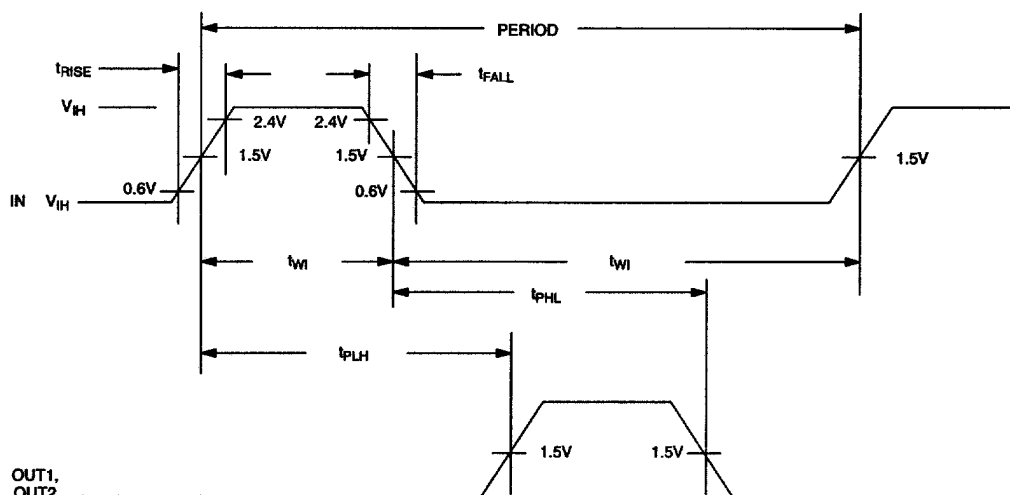 PERIOD
tRISE
tFALL
VIH
2.4V 2.4V
1.5V 1.5V 1.5V
0.6V 0.6V
IN VIH
tWI tWI
tPHL
tPLH
1.5V 1.5V
OUT1,
OUT2